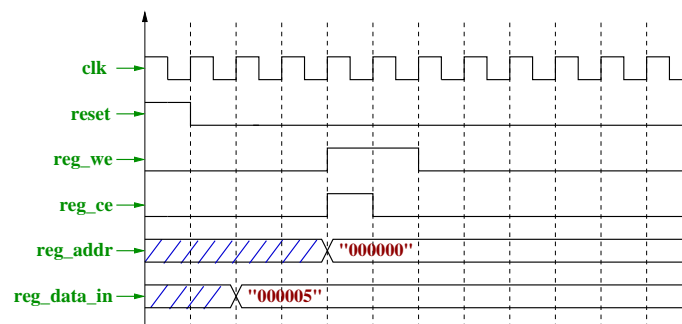 clk
reset
reg_we
reg_ce
reg_addr "000000"
reg_data_in "000005"